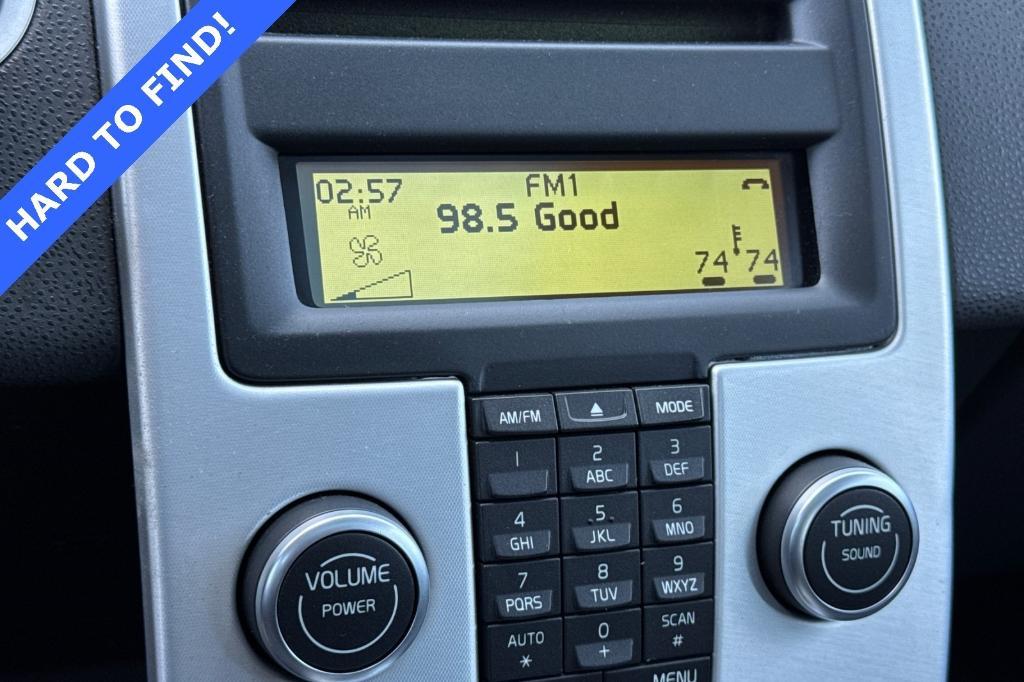 HARD TO FIND!
02:57
AM
FM1
98.5 Good
74 74
AM/FM
MODE
1
2
ABC
3
DEF
4
GHI
5
JKL
6
MNO
7
PQRS
8
TUV
9
WXYZ
AUTO
*
0
+
SCAN
#
MENU
VOLUME
POWER
TUNING
SOUND